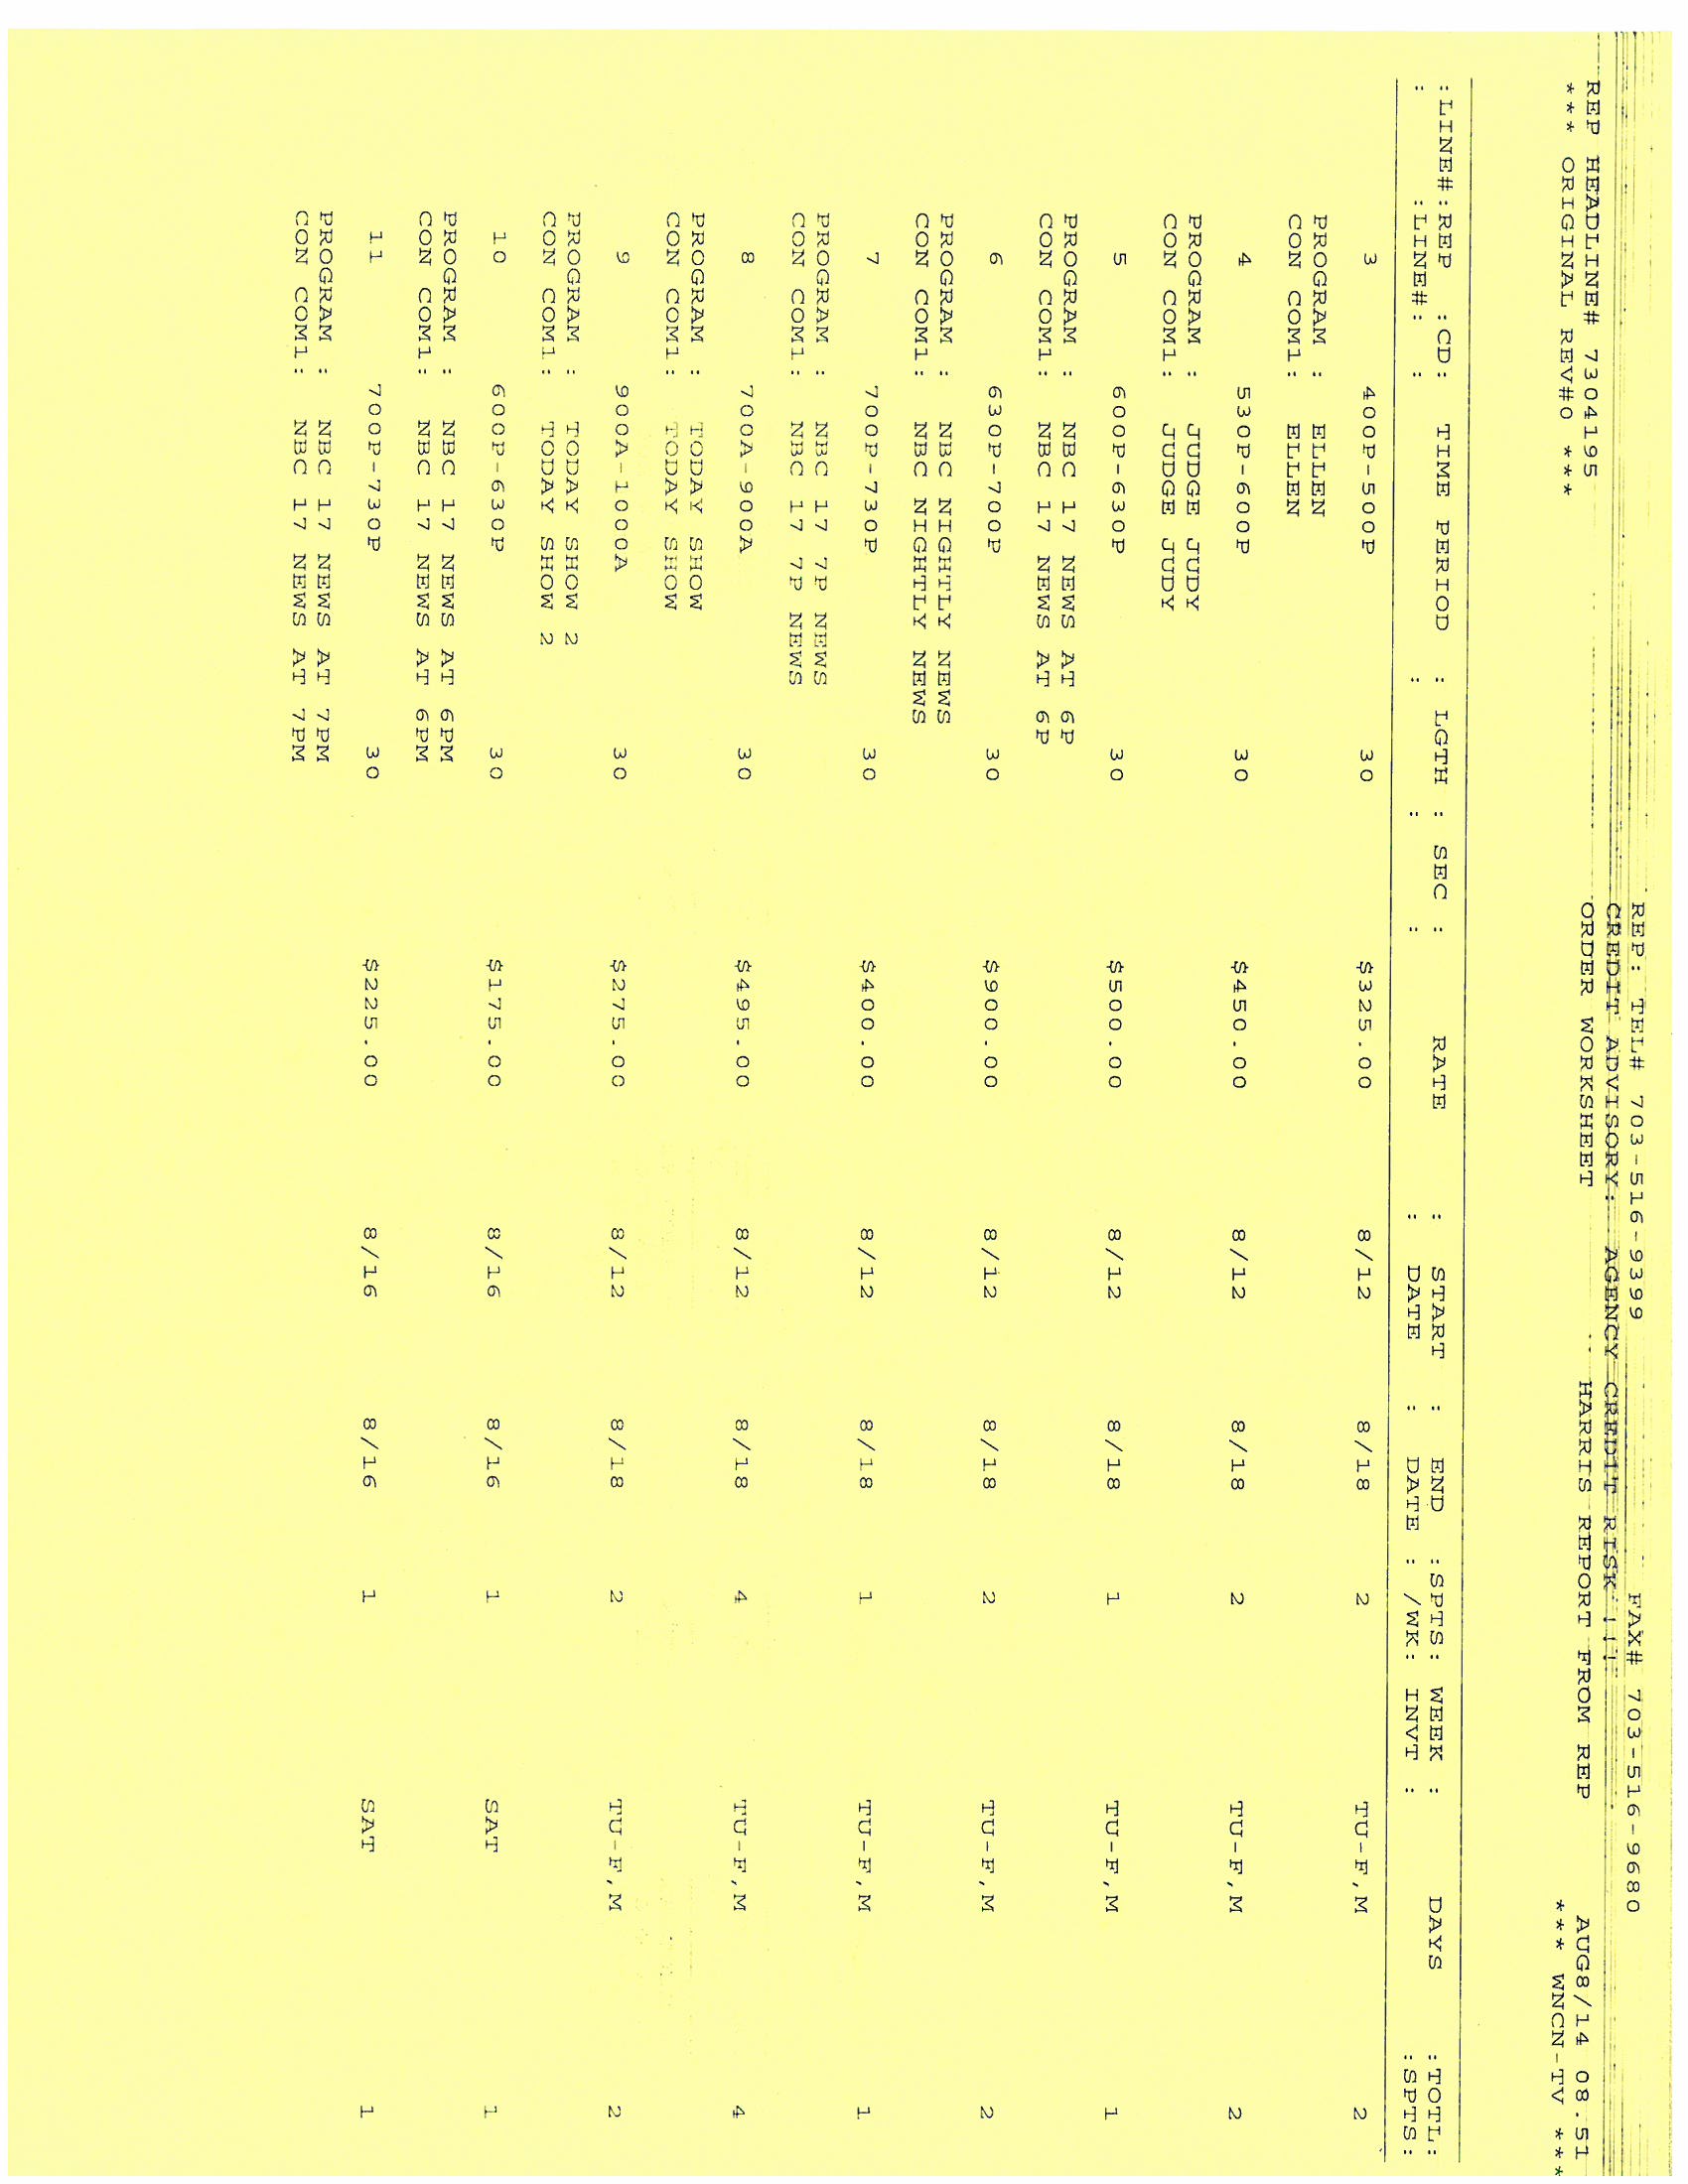 REP: TEL# 703-516-9399 FAX# 703-516-9680
CREDIT ADVISORY: AGENCY CREDIT RISK !!!
REP HEADLINE# 7304195 ORDER WORKSHEET HARRIS REPORT FROM REP AUG8/14 08.51
*** ORIGINAL REV#0 *** *** WNCN-TV ***
:LINE#:REP :CD: TIME PERIOD : LGTH : SEC : RATE : START : END :SPTS: WEEK : DAYS :TOTL:
: :LINE#: : : : : : DATE : DATE : /WK: INVT : :SPTS:
3 400P-500P 30 $325.00 8/12 8/18 2 TU-F,M 2
PROGRAM : ELLEN
CON COM1: ELLEN
4 530P-600P 30 $450.00 8/12 8/18 2 TU-F,M 2
PROGRAM : JUDGE JUDY
CON COM1: JUDGE JUDY
5 600P-630P 30 $500.00 8/12 8/18 1 TU-F,M 1
PROGRAM : NBC 17 NEWS AT 6P
CON COM1: NBC 17 NEWS AT 6P
6 630P-700P 30 $900.00 8/12 8/18 2 TU-F,M 2
PROGRAM : NBC NIGHTLY NEWS
CON COM1: NBC NIGHTLY NEWS
7 700P-730P 30 $400.00 8/12 8/18 1 TU-F,M 1
PROGRAM : NBC 17 7P NEWS
CON COM1: NBC 17 7P NEWS
8 700A-900A 30 $495.00 8/12 8/18 4 TU-F,M 4
PROGRAM : TODAY SHOW
CON COM1: TODAY SHOW
9 900A-1000A 30 $275.00 8/12 8/18 2 TU-F,M 2
PROGRAM : TODAY SHOW 2
CON COM1: TODAY SHOW 2
10 600P-630P 30 $175.00 8/16 8/16 1 SAT 1
PROGRAM : NBC 17 NEWS AT 6PM
CON COM1: NBC 17 NEWS AT 6PM
11 700P-730P 30 $225.00 8/16 8/16 1 SAT 1
PROGRAM : NBC 17 NEWS AT 7PM
CON COM1: NBC 17 NEWS AT 7PM